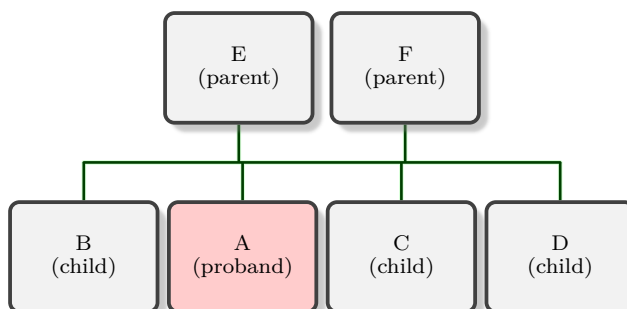 E
(parent)
F
(parent)
B
(child)
A
(proband)
C
(child)
D
(child)